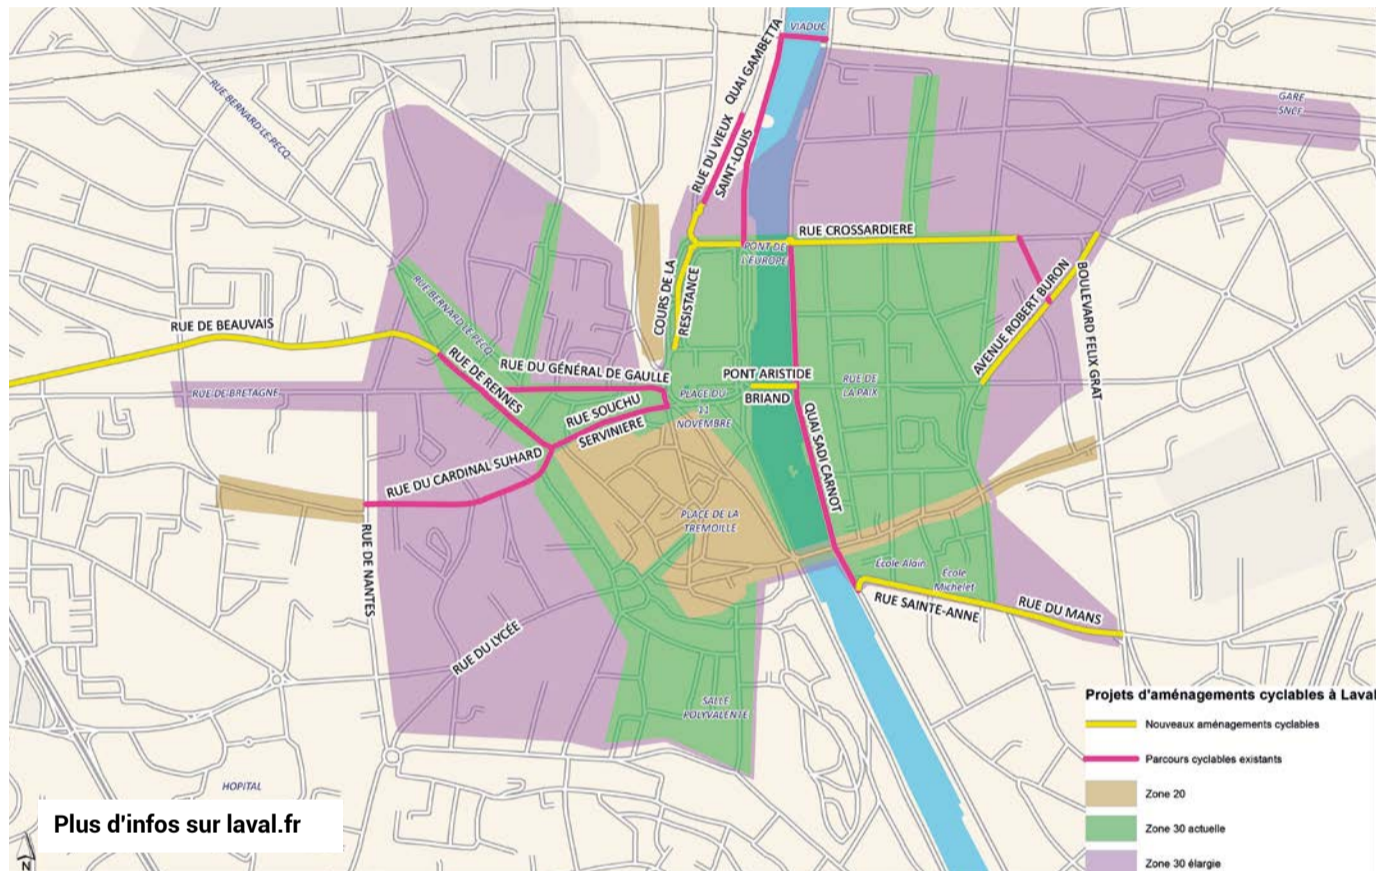 VIADUC
QUAI GAMBETTA
RUE DU VIEUX
SAINT-LOUIS
RUE BERNARD-LE-PECQ
GARE
SNCF
RUE CROSSARDIERE
PONT DE
L'EUROPE
COURS DE LA
RESISTANCE
RUE BERNARD-LE-PECQ
RUE DE BEAUVAIS
RUE DE RENNES
RUE DU GÉNÉRAL DE GAULLE
RUE DE BRETAGNE
RUE SOUCHU
SERVINIERE
PLACE DU
11
NOVEMBRE
PONT ARISTIDE
BRIAND
RUE DE
LA PAIX
AVENUE ROBERT BURON
BOULEVARD FELIX GRAT
QUAI SADI CARNOT
RUE DU CARDINAL SUHARD
RUE DE NANTES
PLACE DE LA
TREMOILLE
École Alain
École
Michelet
RUE SAINTE-ANNE
RUE DU MANS
RUE DU LYCÉE
SALLE
POLYVALENTE
HOPITAL
Plus d'infos sur laval.fr
N
Projets d'aménagements cyclables à Laval
Nouveaux aménagements cyclables
Parcours cyclables existants
Zone 20
Zone 30 actuelle
Zone 30 élargie